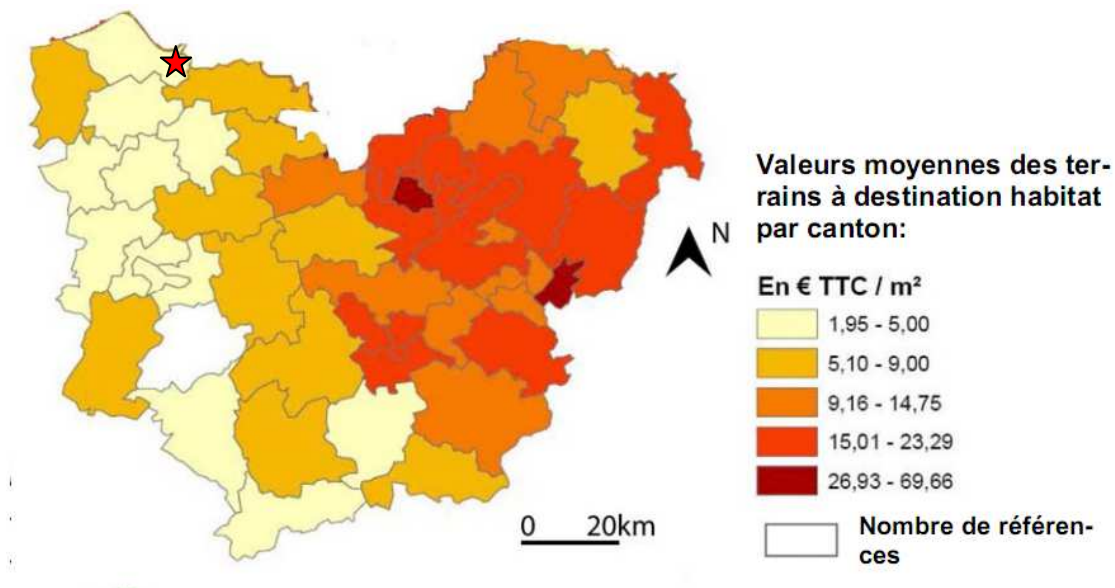 Valeurs moyennes des ter-
rains à destination habitat
par canton:
N
En € TTC / m²
1,95 - 5,00
5,10 - 9,00
9,16 - 14,75
15,01 - 23,29
26,93 - 69,66
Nombre de référen-
ces
0 20km